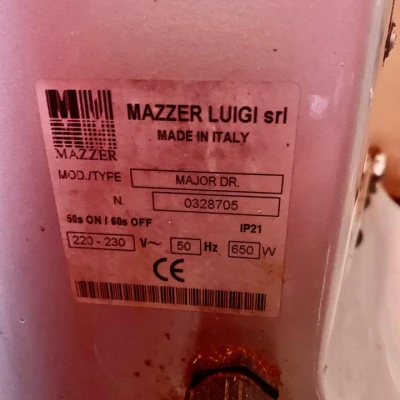 MAZZER LUIGI srl
MADE IN ITALY
MAZZER
MOD./TYPE MAJOR DR.
N. 0328705
50s ON / 60s OFF IP21
220 - 230 V~ 50 Hz 650 W
CE